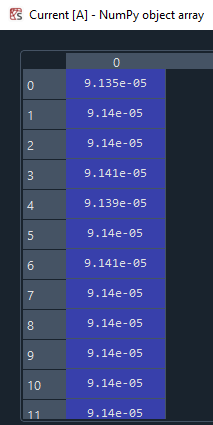 Current [A] - NumPy object array
0
0 9.135e-05
1 9.14e-05
2 9.14e-05
3 9.141e-05
4 9.139e-05
5 9.14e-05
6 9.141e-05
7 9.14e-05
8 9.14e-05
9 9.14e-05
10 9.14e-05
11 9.14e-05